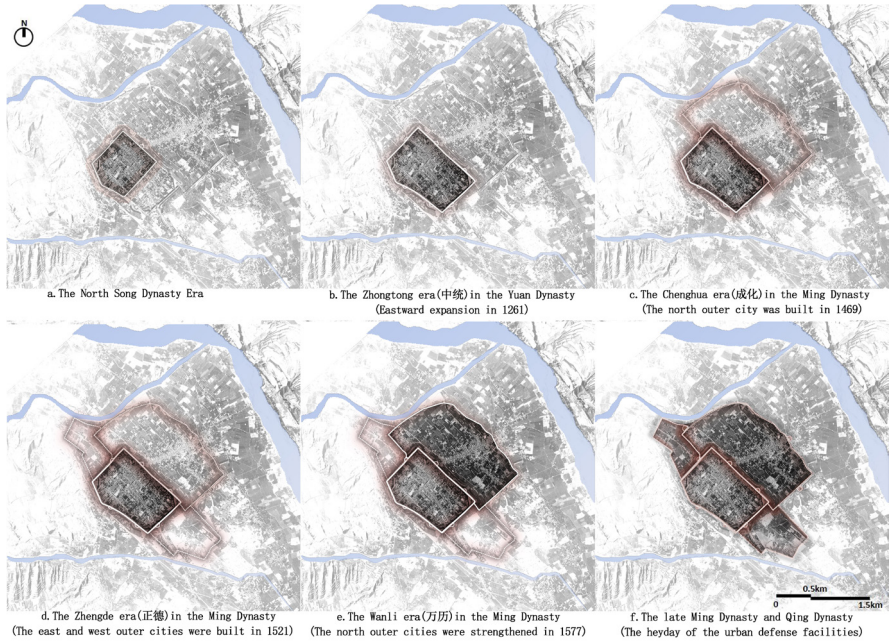 N
a.The North Song Dynasty Era
b.The Zhongtong era(中统)in the Yuan Dynasty
(Eastward expansion in 1261)
c.The Chenghua era(成化)in the Ming Dynasty
(The north outer city was built in 1469)
d.The Zhengde era(正德)in the Ming Dynasty
(The east and west outer cities were built in 1521)
e.The Wanli era(万历)in the Ming Dynasty
(The north outer cities were strengthened in 1577)
0.5km
0
1.5km
f.The late Ming Dynasty and Qing Dynasty
(The heyday of the urban defense facilities)